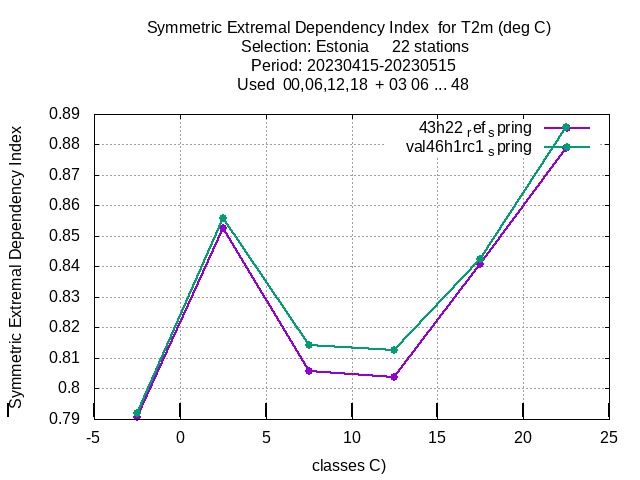 Symmetric Extremal Dependency Index  for T2m (deg C)
Selection: Estonia     22 stations
Period: 20230415-20230515
Used  00,06,12,18  + 03 06 ... 48
Symmetric Extremal Dependency Index
43h22 ref spring
val46h1rc1 spring
0.89
0.88
0.87
0.86
0.85
0.84
0.83
0.82
0.81
0.8
0.79
-5 0 5 10 15 20 25
classes C)